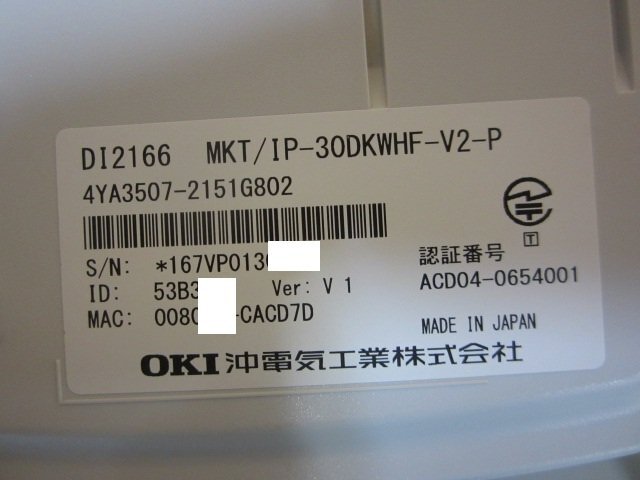 DI2166 MKT/IP-30DKWHF-V2-P
4YA3507-2151G802
S/N: *167VP013
ID: 53B3 Ver: V 1
MAC: 008 -CACD7D
認証番号
ACD04-0654001
T
MADE IN JAPAN
OKI沖電気工業株式会社